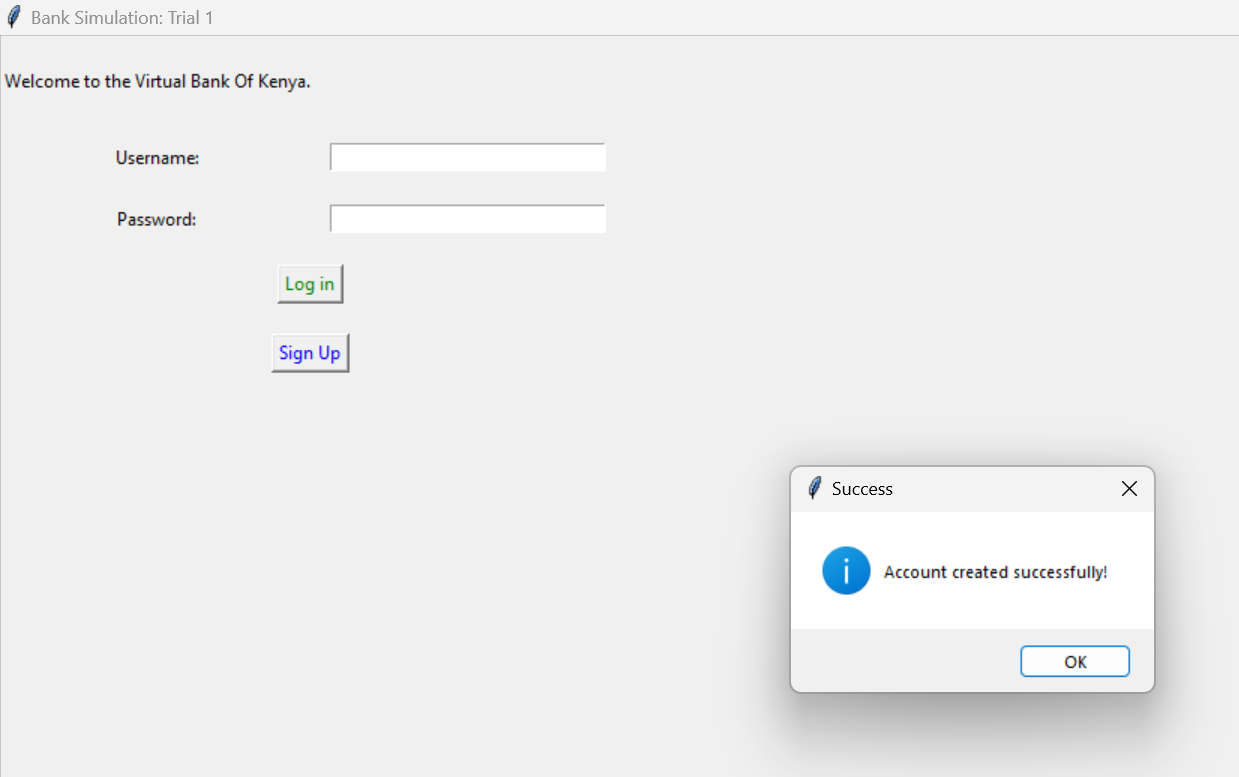 Bank Simulation: Trial 1
Welcome to the Virtual Bank Of Kenya.
Username:
Password:
Log in
Sign Up
Success
Account created successfully!
OK